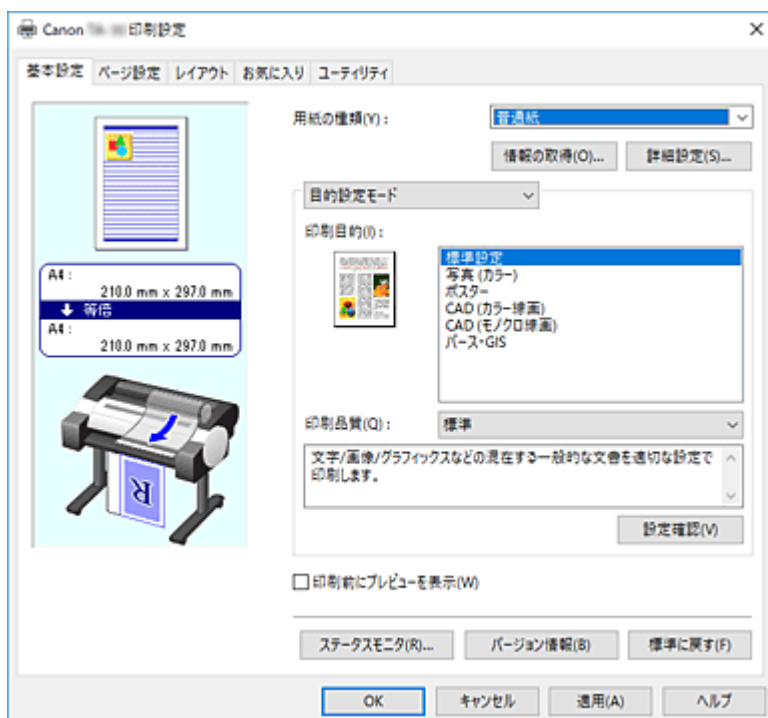 Canon 印刷設定
基本設定 ページ設定 レイアウト お気に入り ユーティリティ
用紙の種類(Y)：
普通紙
情報の取得(O)... 詳細設定(S)...
目的設定モード
印刷目的(I)：
標準設定
写真 (カラー)
ポスター
CAD (カラー線画)
CAD (モノクロ線画)
パース・GIS
A4 :
210.0 mm x 297.0 mm
等倍
A4 :
210.0 mm x 297.0 mm
R
印刷品質(Q)：
標準
文字/画像/グラフィックスなどの混在する一般的な文書を適切な設定で
印刷します。
設定確認(V)
印刷前にプレビューを表示(W)
ステータスモニタ(R)... バージョン情報(B) 標準に戻す(F)
OK キャンセル 適用(A) ヘルプ